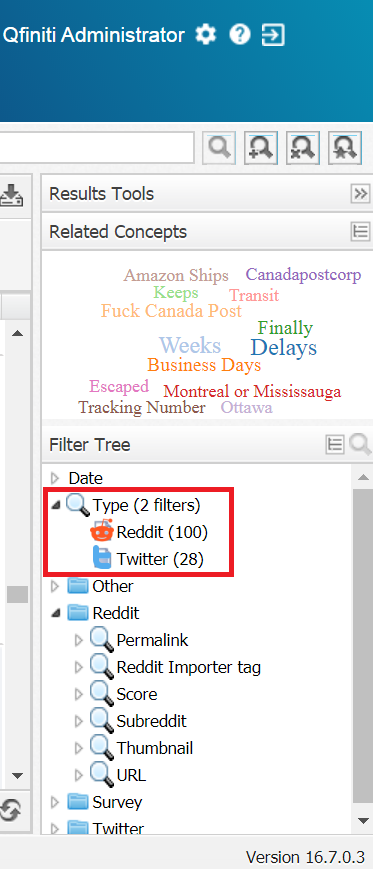 Qfiniti Administrator
Results Tools
Related Concepts
Amazon Ships Canadapostcorp
Keeps Transit
Fuck Canada Post
Finally
Weeks Delays
Business Days
Escaped Montreal or Mississauga
Tracking Number Ottawa
Filter Tree
Date
Type (2 filters)
Reddit (100)
Twitter (28)
Other
Reddit
Permalink
Reddit Importer tag
Score
Subreddit
Thumbnail
URL
Survey
Twitter
Version 16.7.0.3